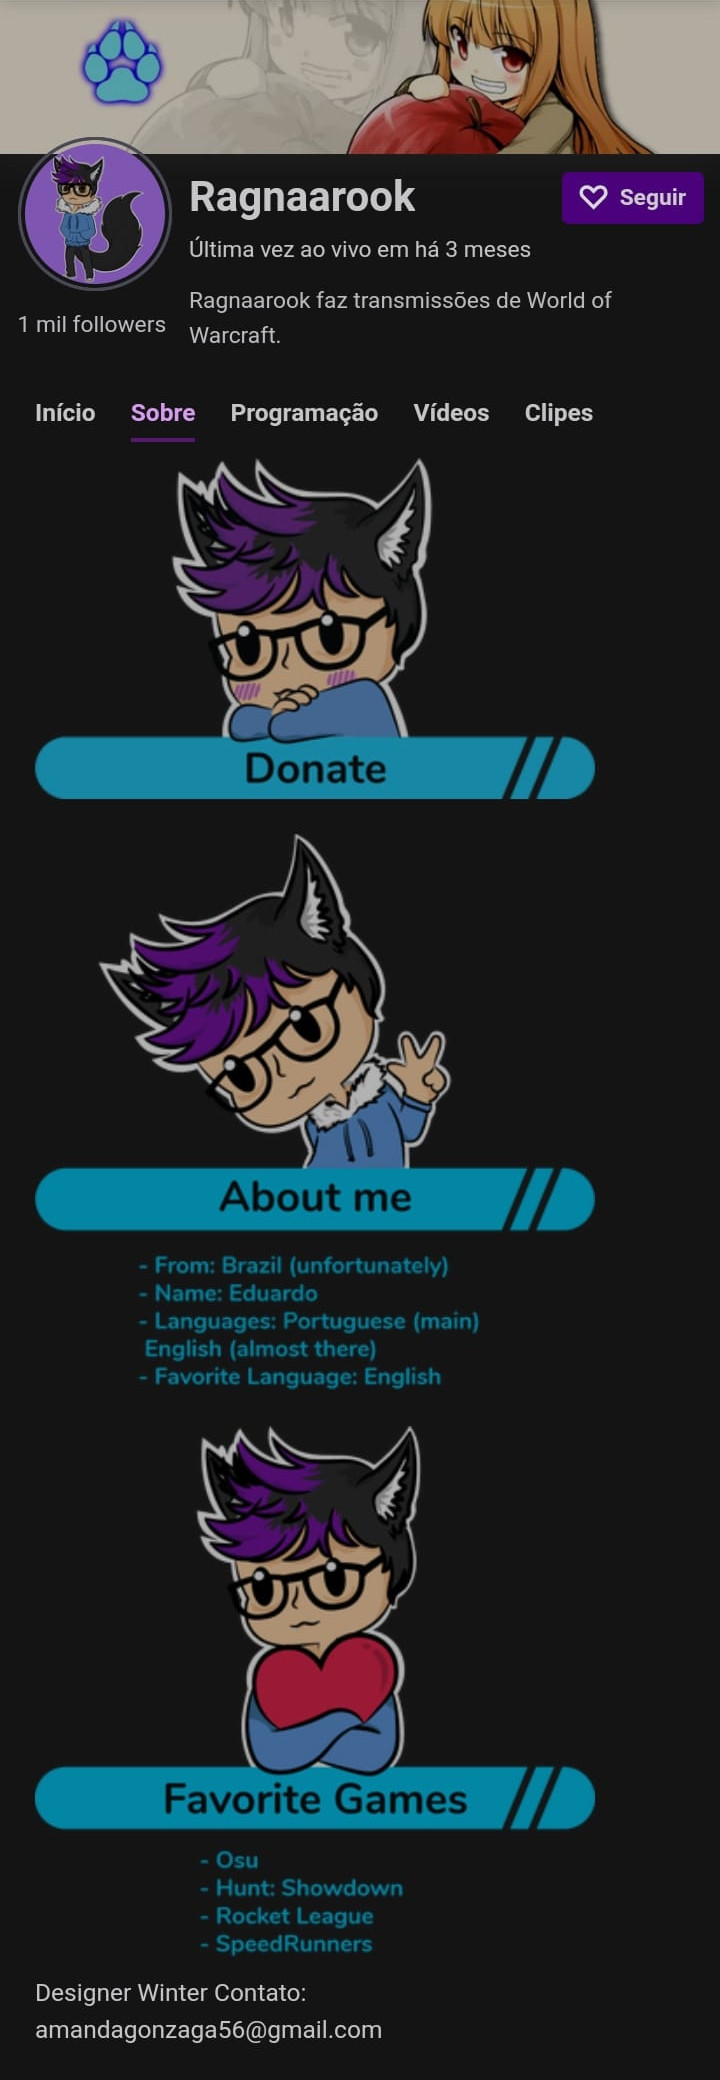 Ragnaarook
Seguir
Última vez ao vivo em há 3 meses
Ragnaarook faz transmissões de World of
Warcraft.
1 mil followers
Início Sobre Programação Vídeos Clipes
Donate
About me
- From: Brazil (unfortunately)
- Name: Eduardo
- Languages: Portuguese (main)
English (almost there)
- Favorite Language: English
Favorite Games
- Osu
- Hunt: Showdown
- Rocket League
- SpeedRunners
Designer Winter Contato:
amandagonzaga56@gmail.com